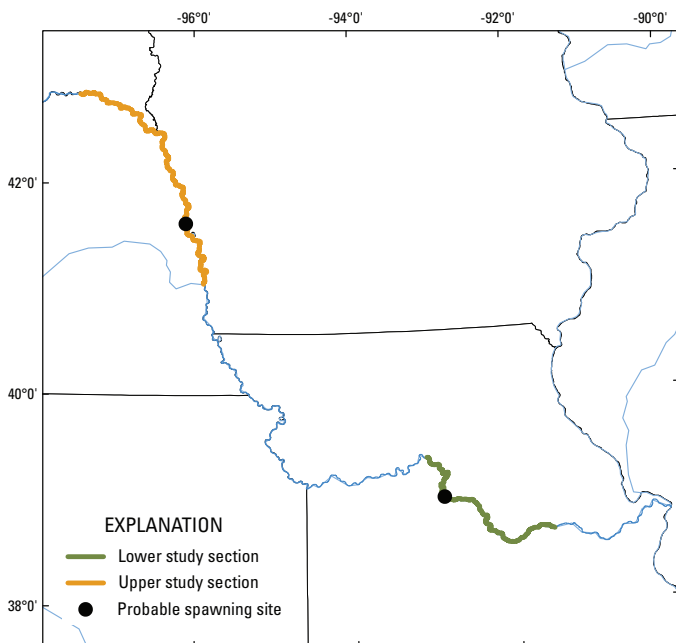 -96°0' -94°0' -92°0' -90°0'
42°0'
40°0'
38°0'
EXPLANATION
Lower study section
Upper study section
Probable spawning site